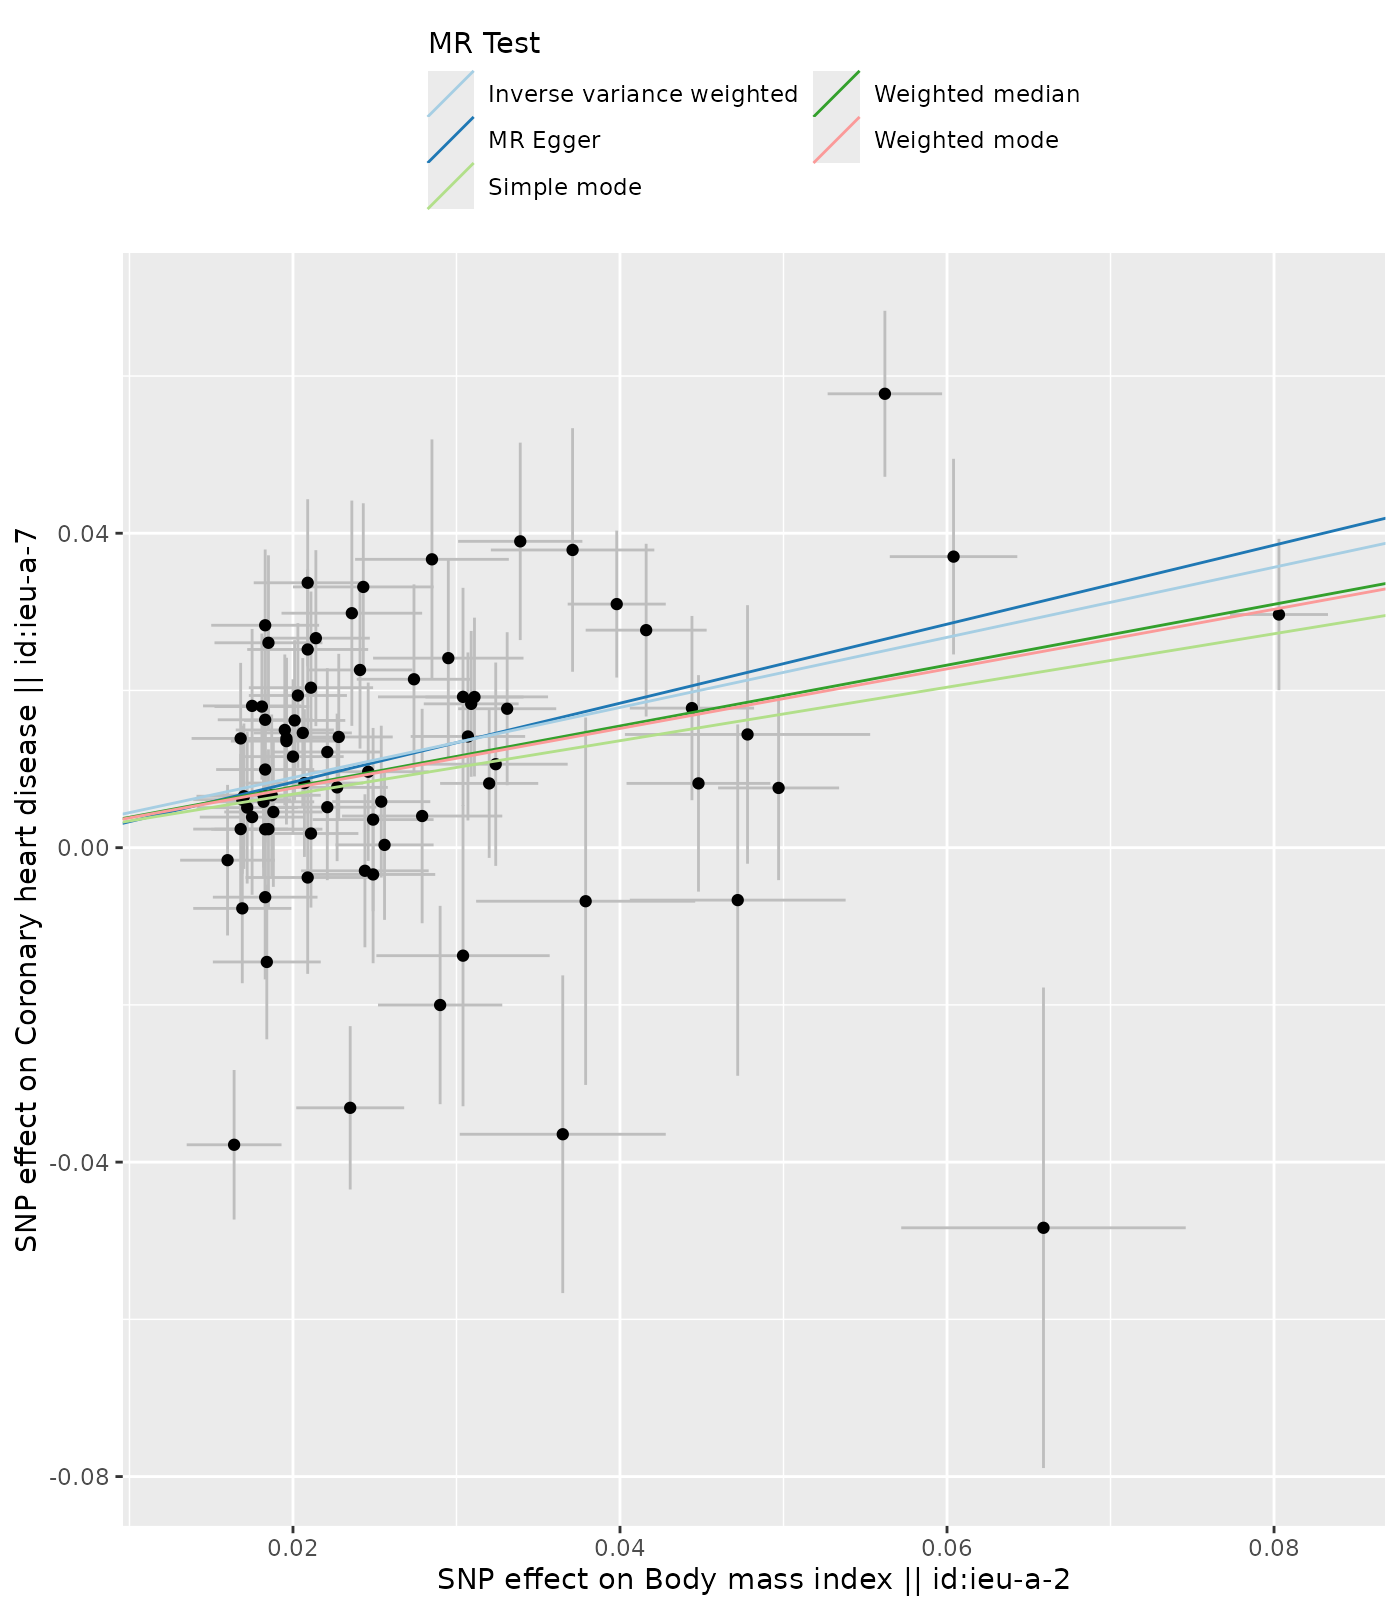 MR Test
Inverse variance weighted
Weighted median
MR Egger
Weighted mode
Simple mode
SNP effect on Coronary heart disease || id:ieu-a-7
0.04
0.00
-0.04
-0.08
0.02
0.04
0.06
0.08
SNP effect on Body mass index || id:ieu-a-2